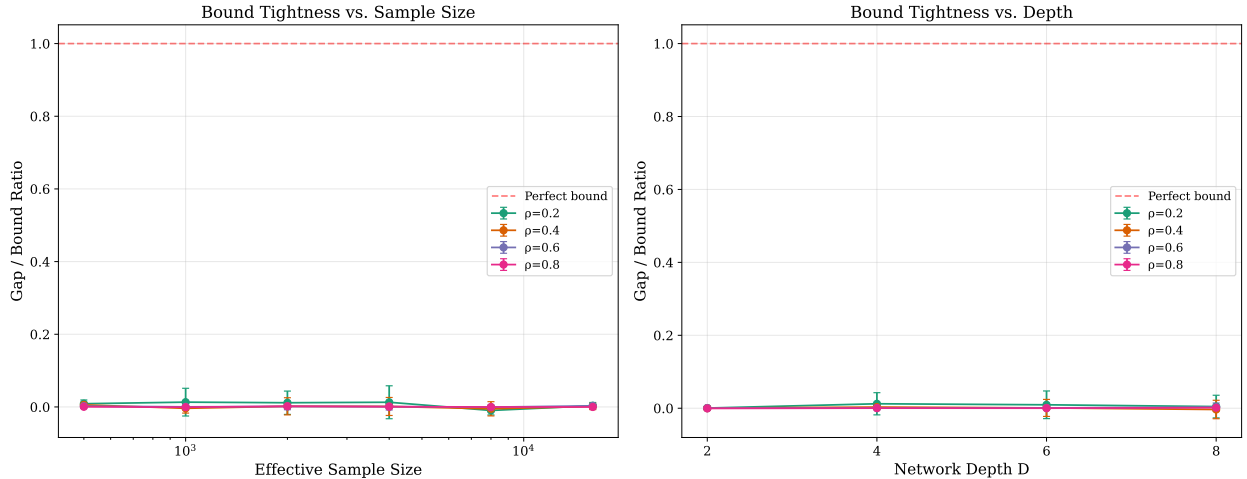 Bound Tightness vs. Sample Size
Gap / Bound Ratio
1.0
0.8
0.6
0.4
0.2
0.0
10³
10⁴
Effective Sample Size
Perfect bound
ρ=0.2
ρ=0.4
ρ=0.6
ρ=0.8
Bound Tightness vs. Depth
Gap / Bound Ratio
1.0
0.8
0.6
0.4
0.2
0.0
2
4
6
8
Network Depth D
Perfect bound
ρ=0.2
ρ=0.4
ρ=0.6
ρ=0.8